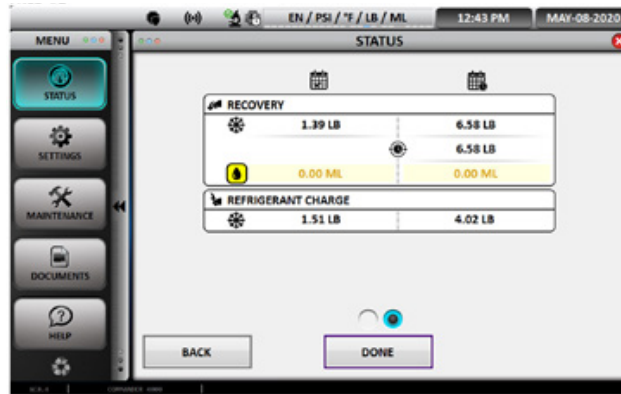 EN / PSI / °F / LB / ML 12:43 PM MAY-08-2020
MENU STATUS
STATUS
RECOVERY
1.39 LB 6.58 LB
6.58 LB
0.00 ML 0.00 ML
SETTINGS
MAINTENANCE
REFRIGERANT CHARGE
1.51 LB 4.02 LB
DOCUMENTS
HELP
BACK DONE